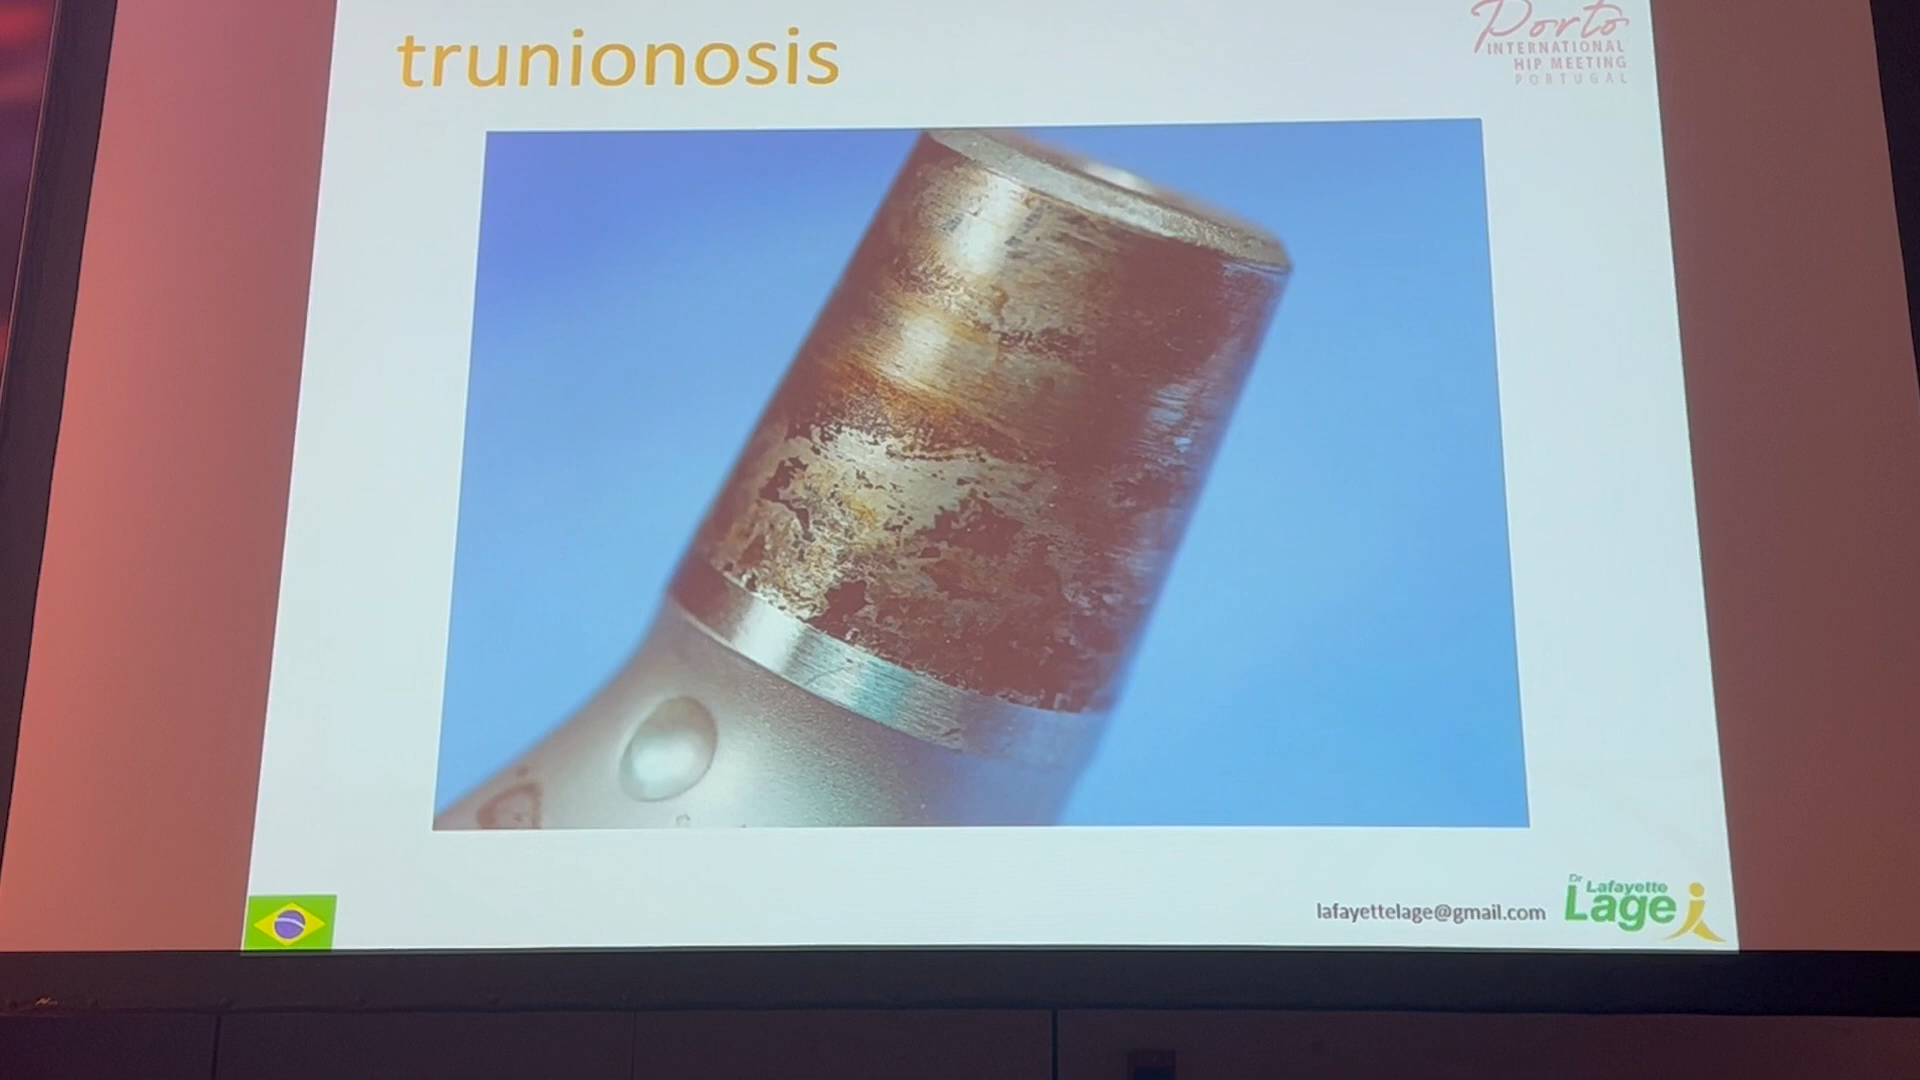 trunionosis
Porto
INTERNATIONAL
HIP MEETING
PORTUGAL
lafayettelage@gmail.com
Dr Lafayette
Lage